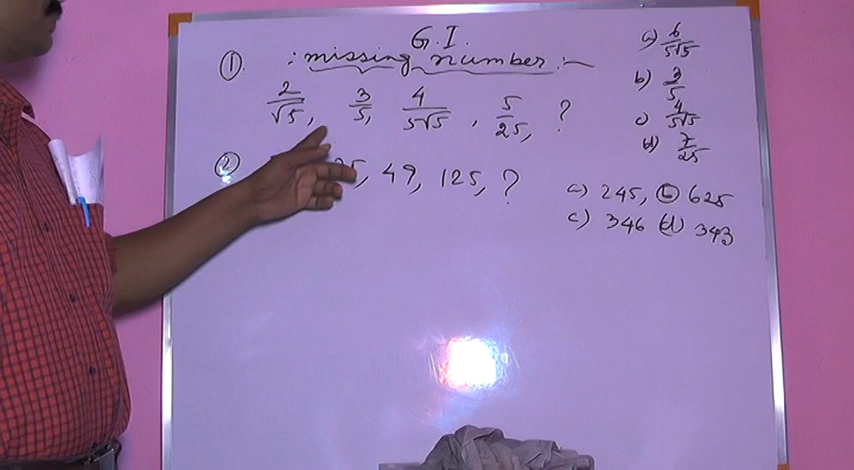 G.I.
①. :missing number:-
2/√5, 3/5, 4/5√5, 5/25, ?
a) 6/5√5
b) 3/5
c) 4/5√5
d) 7/25
② 49, 125, ?
a) 245, ⓑ 625
c) 346 ⓓ 343